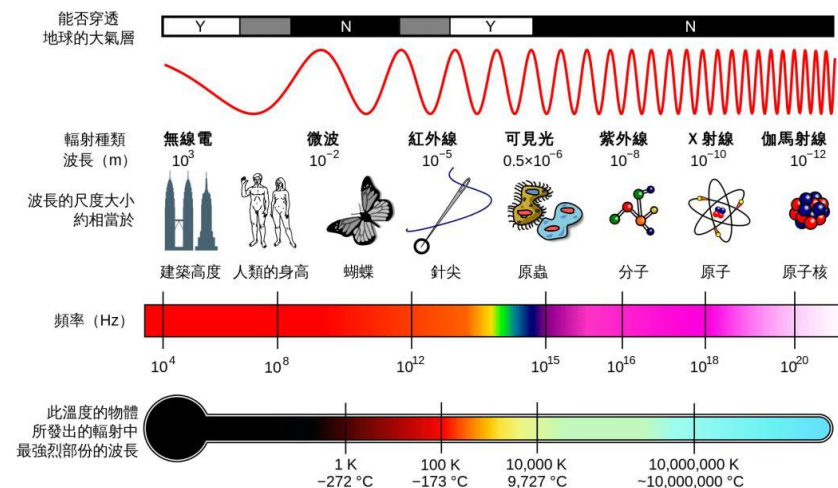 能否穿透
地球的大氣層
Y N Y N
輻射種類
無線電 微波 紅外線 可見光 紫外線 X 射線 伽馬射線
波長（m） 10³ 10⁻² 10⁻⁵ 0.5×10⁻⁶ 10⁻⁸ 10⁻¹⁰ 10⁻¹²
波長的尺度大小
約相當於
建築高度 人類的身高 蝴蝶 針尖 原蟲 分子 原子 原子核
頻率（Hz）
10⁴ 10⁸ 10¹² 10¹⁵ 10¹⁶ 10¹⁸ 10²⁰
此溫度的物體
所發出的輻射中
最強烈部份的波長
1 K 100 K 10,000 K 10,000,000 K
−272 °C −173 °C 9,727 °C ~10,000,000 °C